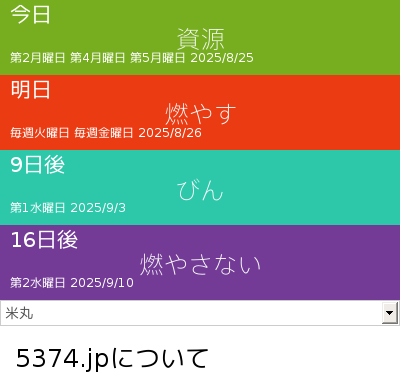 今日
資源
第2月曜日 第4月曜日 第5月曜日 2025/8/25
明日
燃やす
毎週火曜日 毎週金曜日 2025/8/26
9日後
びん
第1水曜日 2025/9/3
16日後
燃やさない
第2水曜日 2025/9/10
米丸
5374.jpについて